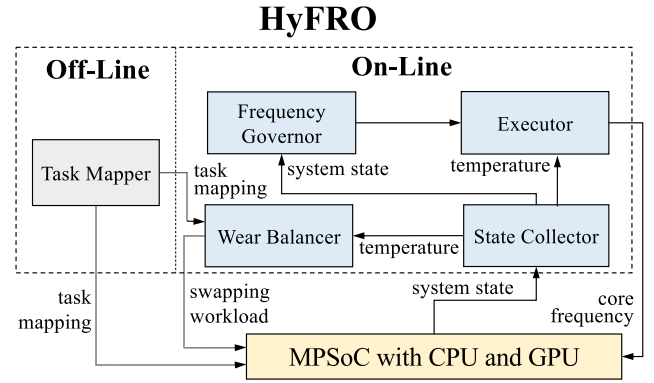 HyFRO
Off-Line
On-Line
Frequency
Governor
Executor
Task Mapper
task
mapping
system state
temperature
Wear Balancer
temperature
State Collector
task
mapping
swapping
workload
system state
core
frequency
MPSoC with CPU and GPU